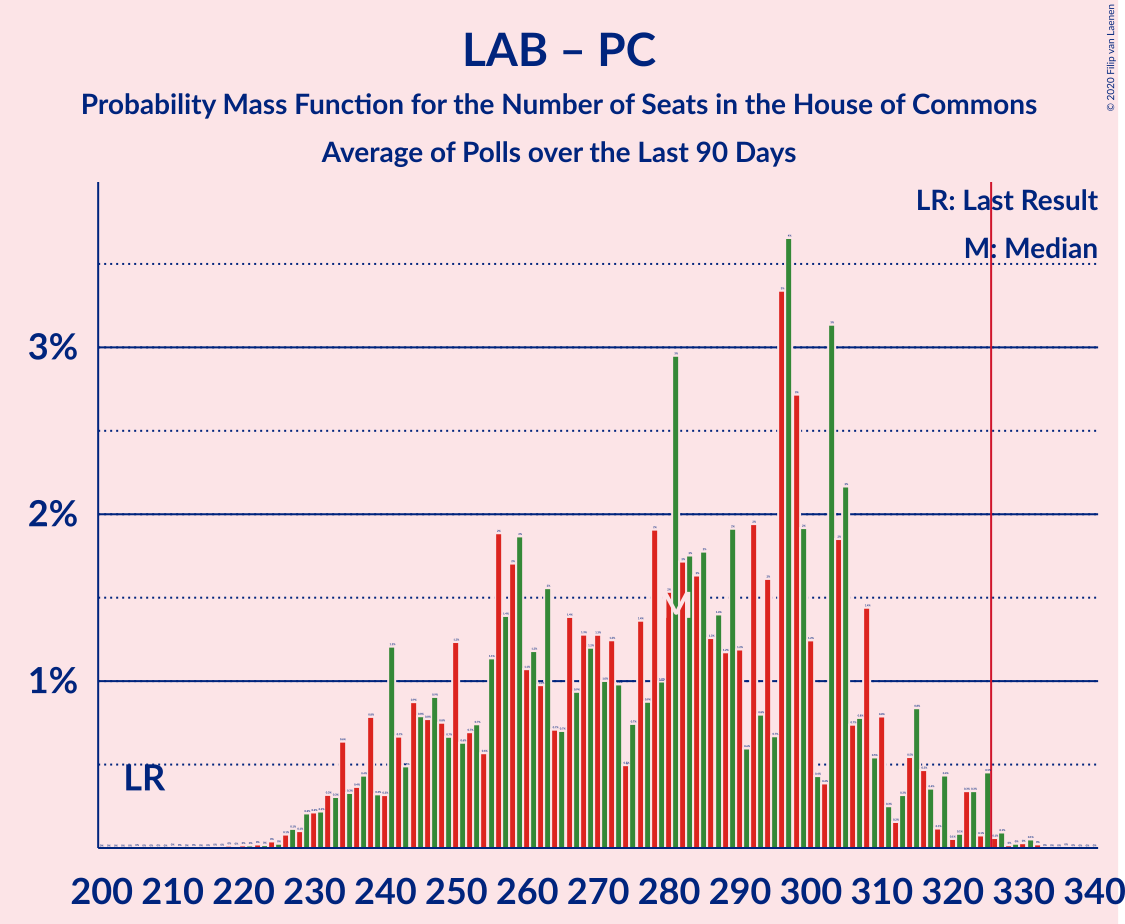 LAB – PC
Probability Mass Function for the Number of Seats in the House of Commons
Average of Polls over the Last 90 Days
© 2020 Filip van Laenen
LR: Last Result
M: Median
3%
2%
1%
M
LR
200 210 220 230 240 250 260 270 280 290 300 310 320 330 340